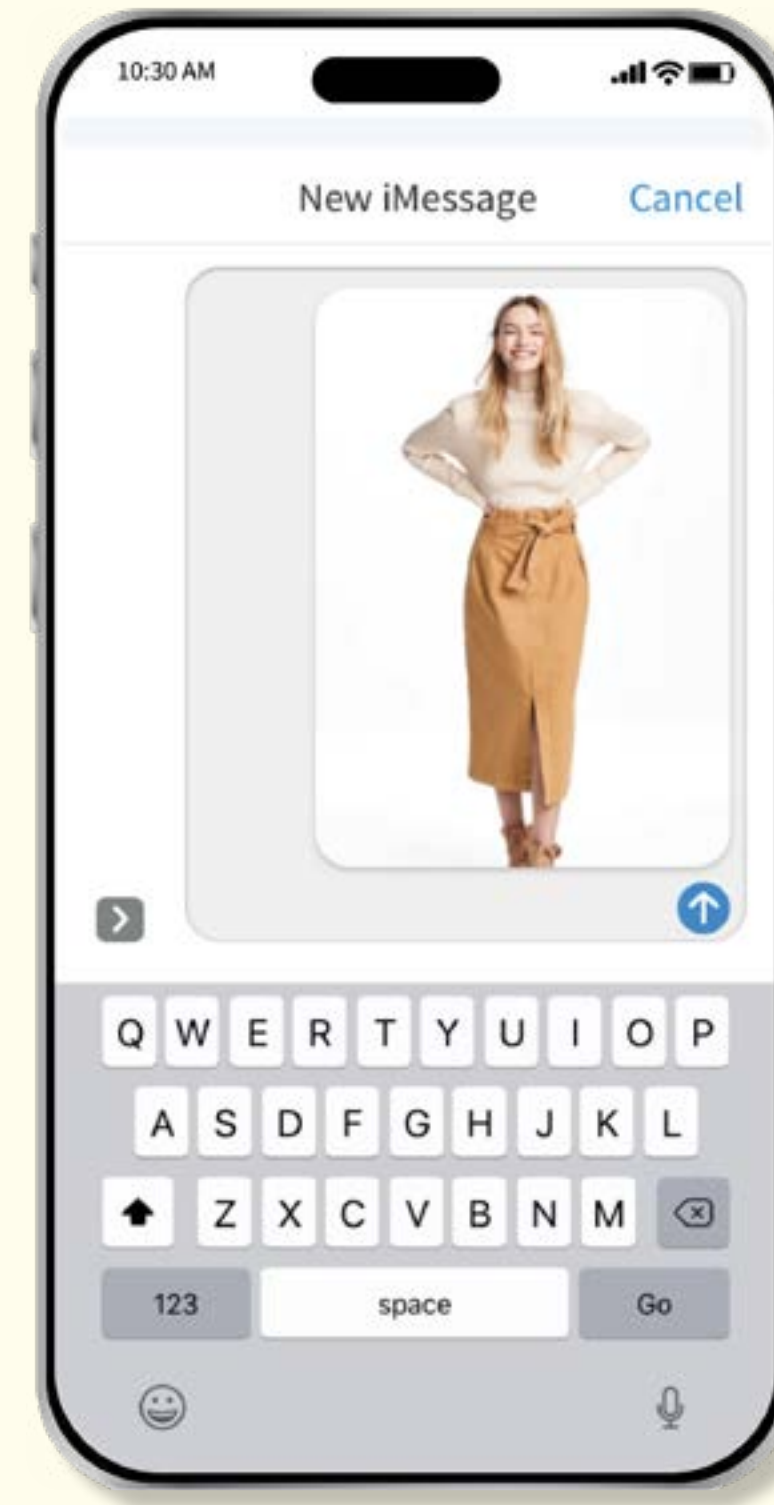 10:30 AM
New iMessage Cancel
Q W E R T Y U I O P
A S D F G H J K L
Z X C V B N M
123 space Go